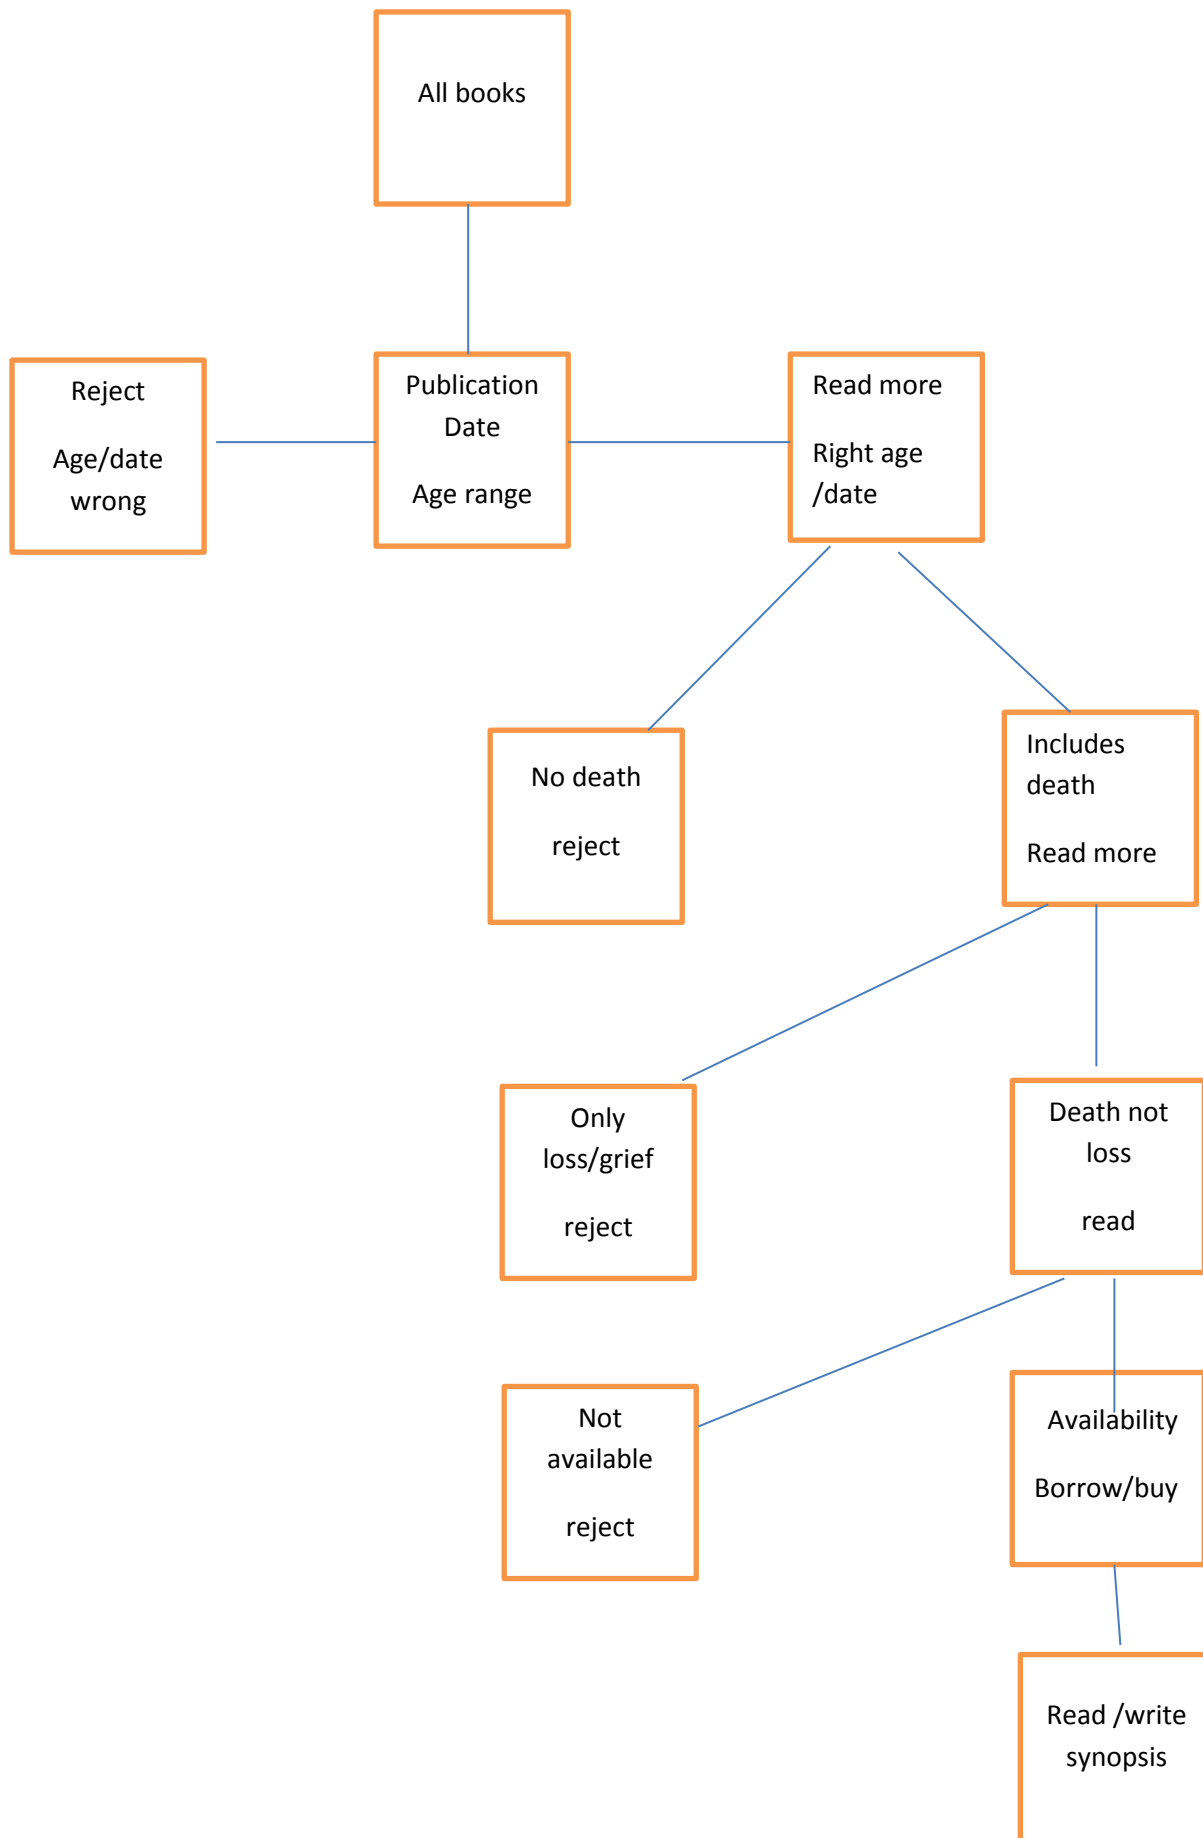 All books
Reject
Age/date
wrong
Publication
Date
Age range
Read more
Right age
/date
No death
reject
Includes
death
Read more
Only
loss/grief
reject
Death not
loss
read
Not
available
reject
Availability
Borrow/buy
Read /write
synopsis